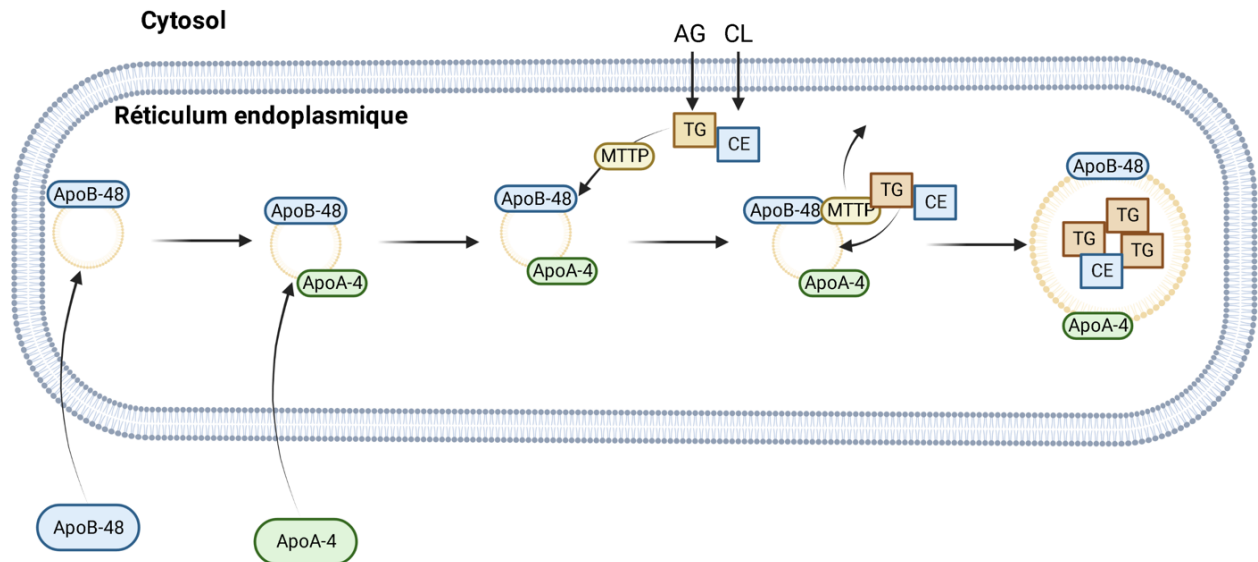 Cytosol
AG CL
Réticulum endoplasmique
TG
CE
MTTP
ApoB-48
ApoB-48
ApoA-4
ApoB-48
ApoA-4
TG
CE
ApoB-48
MTTP
ApoA-4
ApoB-48
TG
TG
TG
CE
ApoA-4
ApoB-48
ApoA-4